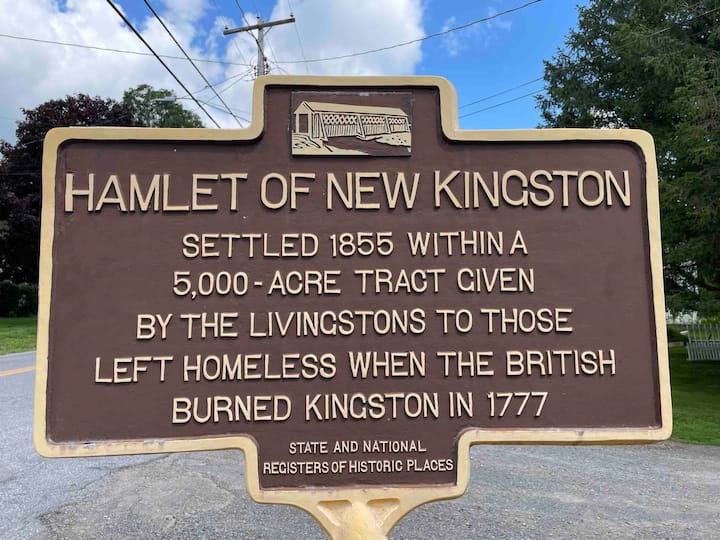 HAMLET OF NEW KINGSTON
SETTLED 1855 WITHIN A
5,000-ACRE TRACT GIVEN
BY THE LIVINGSTONS TO THOSE
LEFT HOMELESS WHEN THE BRITISH
BURNED KINGSTON IN 1777
STATE AND NATIONAL
REGISTERS OF HISTORIC PLACES